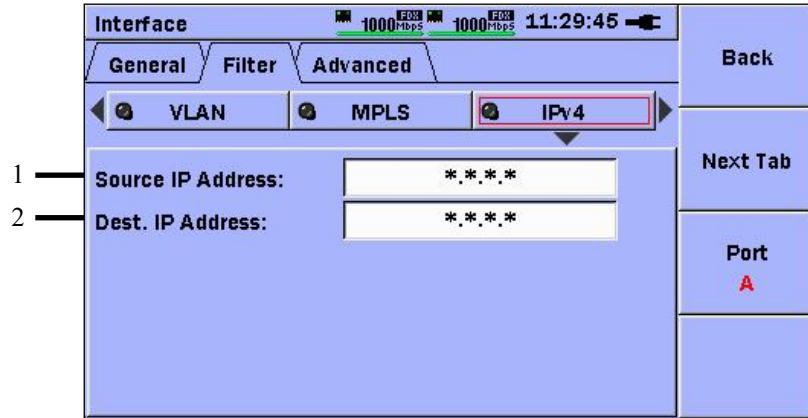 Interface 1000 FDX Mbps 1000 FDX Mbps 11:29:45
Back
General Filter Advanced
VLAN MPLS IPv4
Next Tab
1 Source IP Address: *.*.*.*
2 Dest. IP Address: *.*.*.*
Port
A